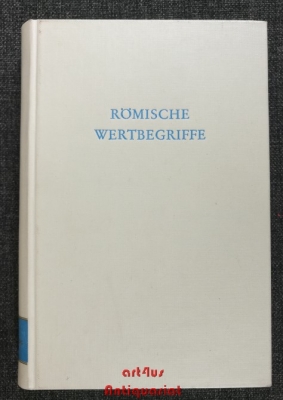 RÖMISCHE
WERTBEGRIFFE
art4us
Antiquariat